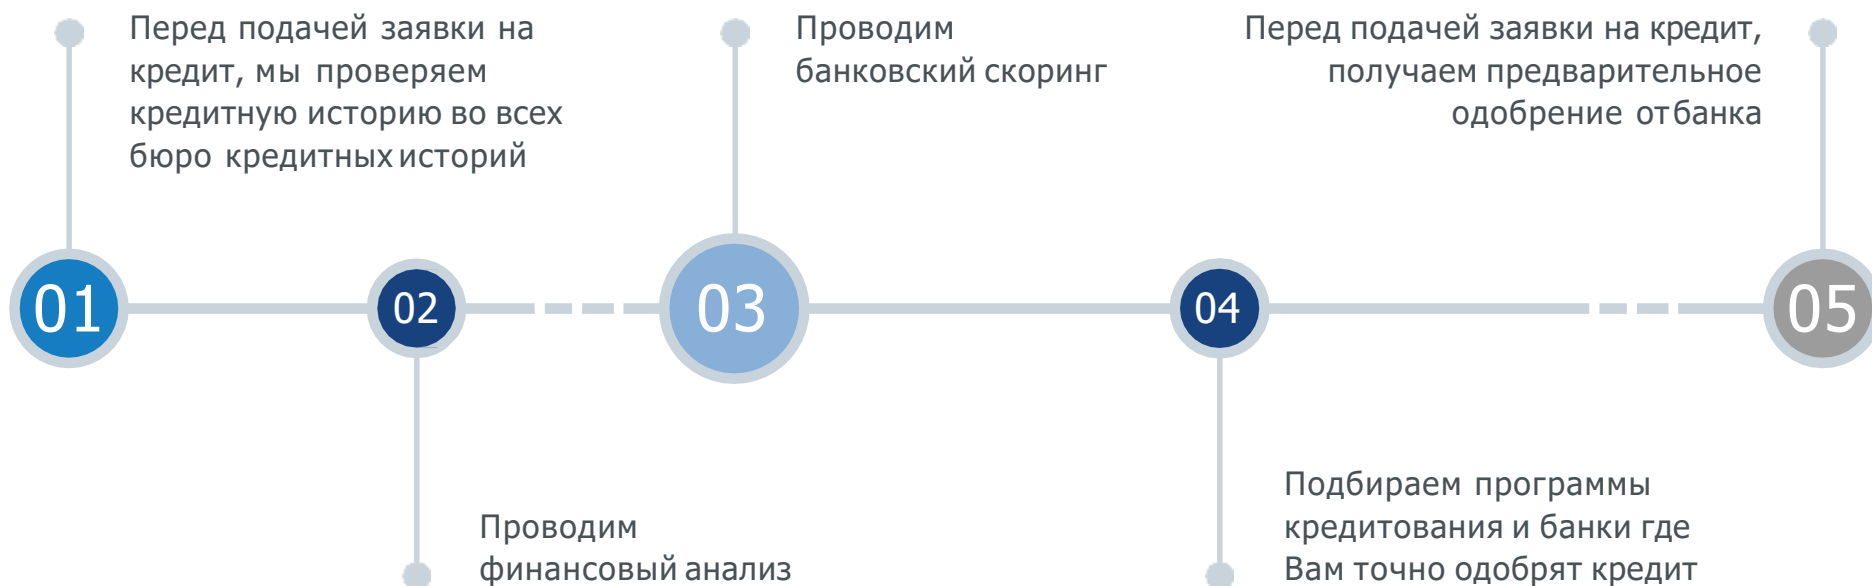 Перед подачей заявки на
кредит, мы проверяем
кредитную историю во всех
бюро кредитных историй
Проводим
банковский скоринг
Перед подачей заявки на кредит,
получаем предварительное
одобрение отбанка
01
02
03
04
05
Проводим
финансовый анализ
Подбираем программы
кредитования и банки где
Вам точно одобрят кредит